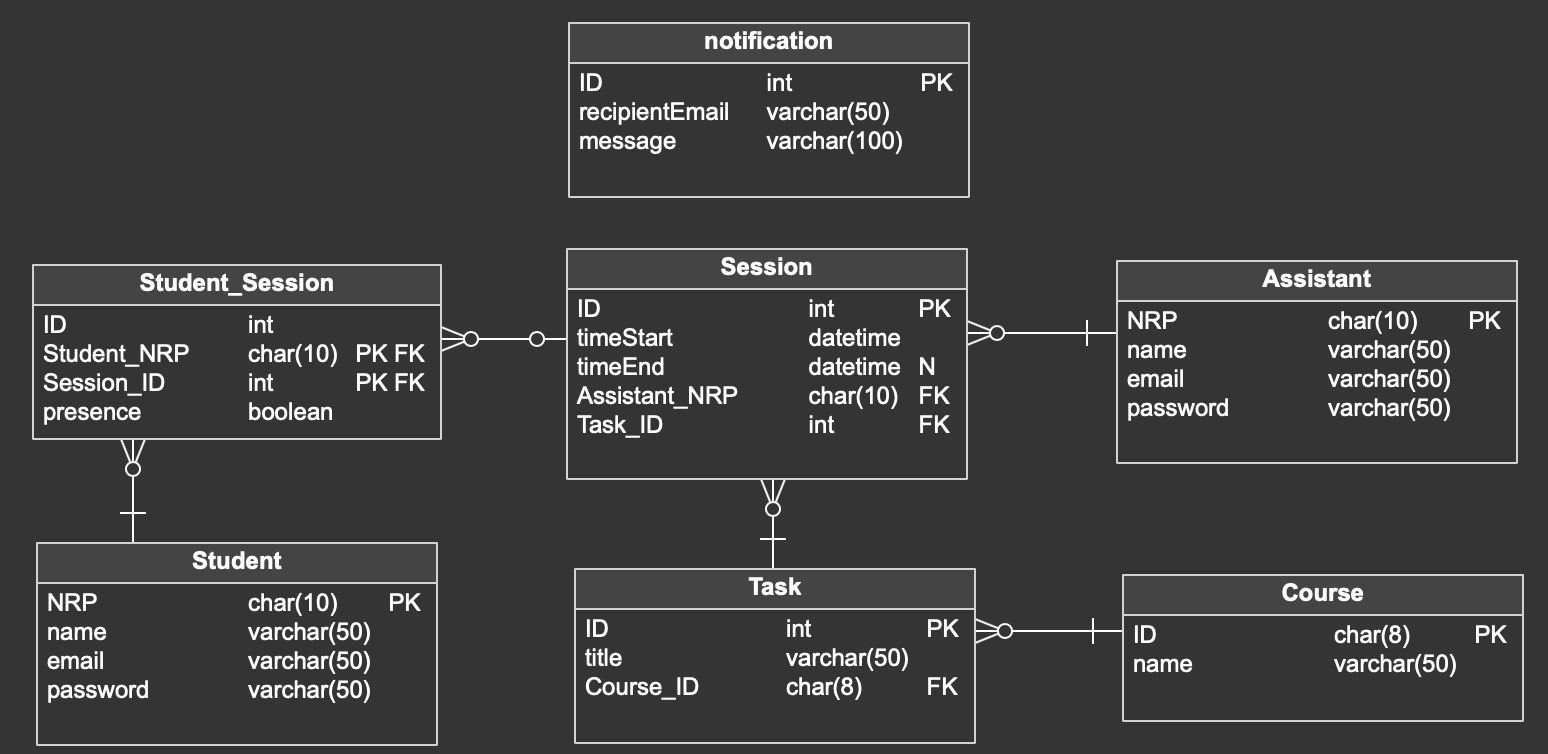 notification
ID int PK
recipientEmail varchar(50)
message varchar(100)
Student_Session
ID int
Student_NRP char(10) PK FK
Session_ID int PK FK
presence boolean
Session
ID int PK
timeStart datetime
timeEnd datetime N
Assistant_NRP char(10) FK
Task_ID int FK
Assistant
NRP char(10) PK
name varchar(50)
email varchar(50)
password varchar(50)
Student
NRP char(10) PK
name varchar(50)
email varchar(50)
password varchar(50)
Task
ID int PK
title varchar(50)
Course_ID char(8) FK
Course
ID char(8) PK
name varchar(50)